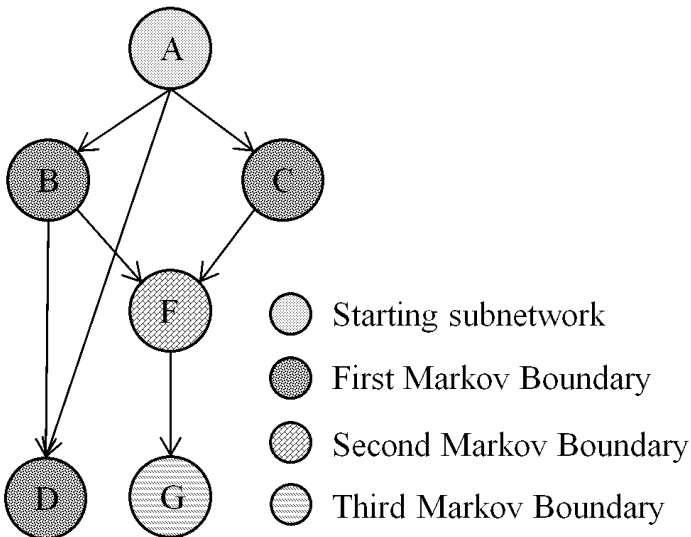 A
B
C
F
Starting subnetwork
First Markov Boundary
Second Markov Boundary
D
G
Third Markov Boundary